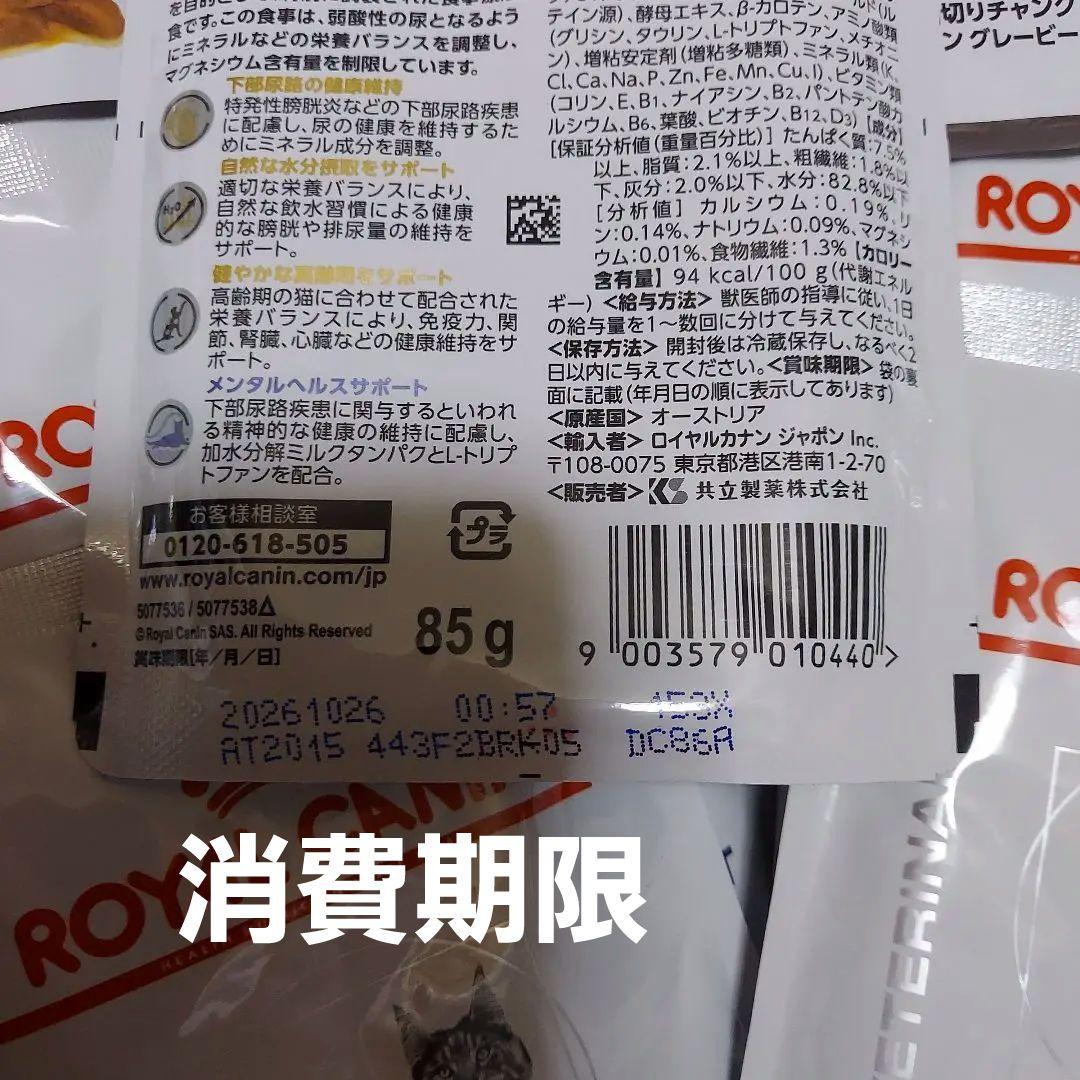 を目的として
食です。この食事は、弱酸性の尿となるよう
にミネラルなどの栄養バランスを調整し、
マグネシウム含有量を制限しています。
下部尿路の健康維持
特発性膀胱炎などの下部尿路疾患
に配慮し、尿の健康を維持するため
にミネラル成分を調整。
自然な水分摂取をサポート
適切な栄養バランスにより、
自然な飲水習慣による健康
的な膀胱や排尿量の維持を
サポート。
H₂O
健やかな高齢期をサポート
高齢期の猫に合わせて配合された
栄養バランスにより、免疫力、関
節、腎臓、心臓などの健康維持をサ
ポート。
メンタルヘルスサポート
下部尿路疾患に関与するといわれ
る精神的な健康の維持に配慮し、
加水分解ミルクタンパクとL-トリプ
トファンを配合。
お客様相談室
0120-618-505
www.royalcanin.com/jp
5077536 / 5077538
© Royal Canin SAS. All Rights Reserved
賞味期限[年/月/日]
プラ
85g
テイン源)、酵母エキス、β-カロテン、アミノ酸類
(グリシン、タウリン、L-トリプトファン、メチオニ
ン)、増粘安定剤(増粘多糖類)、ミネラル類(K、
Cl、Ca、Na、P、Zn、Fe、Mn、Cu、I)、ビタミン類
(コリン、E、B1、ナイアシン、B2、パントテン酸カ
ルシウム、B6、葉酸、ビオチン、B12、D3)【成分】
[保証分析値(重量百分比)] たんぱく質:7.5%
以上、脂質:2.1%以上、粗繊維:1.8%以
下、灰分:2.0%以下、水分:82.8%以下
[分析値] カルシウム:0.19%、リ
ン:0.14%、ナトリウム:0.09%、マグネシ
ウム:0.01%、食物繊維:1.3%【カロリー
含有量】94 kcal/100 g(代謝エネル
ギー)<給与方法> 獣医師の指導に従い、1日
の給与量を1~数回に分けて与えてください。
<保存方法> 開封後は冷蔵保存し、なるべく2
日以内に与えてください。<賞味期限> 袋の裏
面に記載(年月日の順に表示してあります)
<原産国> オーストリア
<輸入者> ロイヤルカナン ジャポン Inc.
〒108-0075 東京都港区港南1-2-70
<販売者> KS 共立製薬株式会社
9 003579 010440 >
20261026 00:57 153X
AT2015 443F2BRK05 DC86A
切りチャンク
ン グレービー
ROY
RC
RO
ROYAL CANIN
VETERINA
消費期限